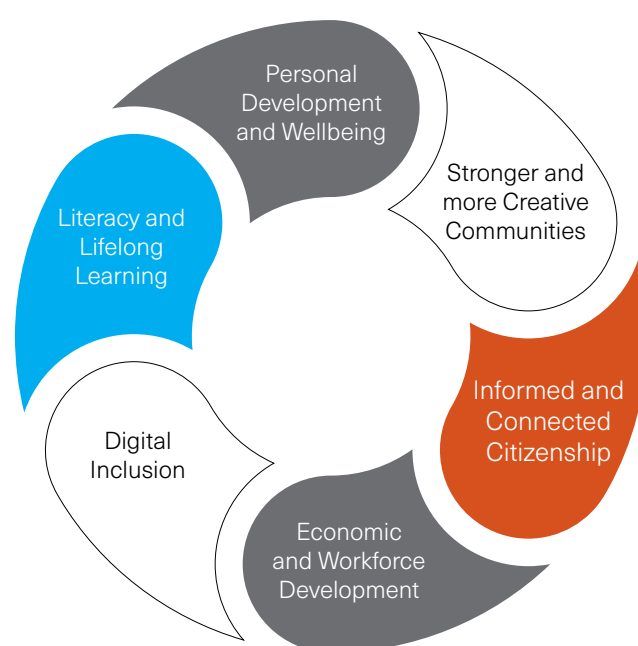 Personal
Development
and Wellbeing
Stronger and
more Creative
Communities
Informed and
Connected
Citizenship
Economic
and Workforce
Development
Digital
Inclusion
Literacy and
Lifelong
Learning